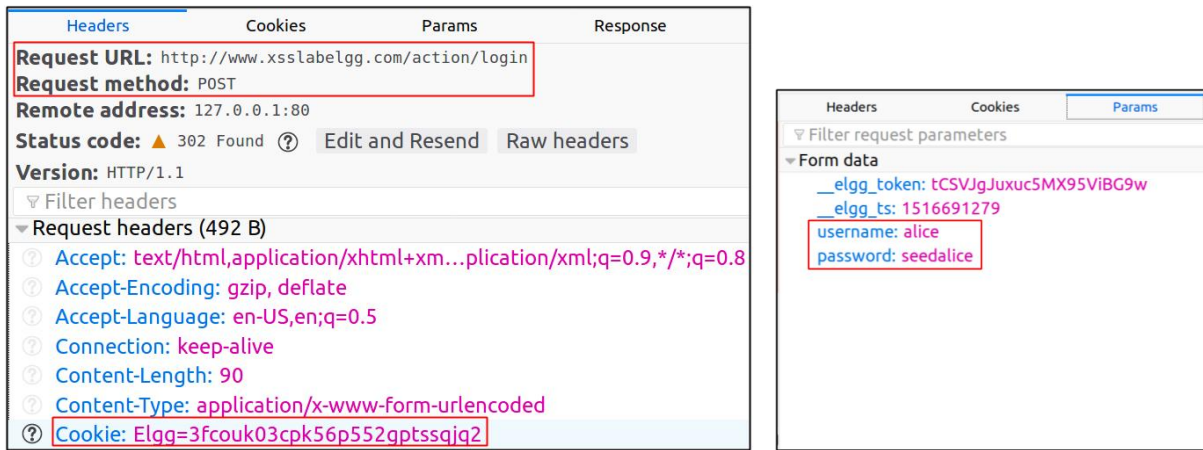 Headers Cookies Params Response
Request URL: http://www.xsslabelgg.com/action/login
Request method: POST
Remote address: 127.0.0.1:80
Status code: ▲ 302 Found ? Edit and Resend Raw headers
Version: HTTP/1.1
Filter headers
Request headers (492 B)
? Accept: text/html,application/xhtml+xm…plication/xml;q=0.9,*/*;q=0.8
? Accept-Encoding: gzip, deflate
? Accept-Language: en-US,en;q=0.5
? Connection: keep-alive
? Content-Length: 90
? Content-Type: application/x-www-form-urlencoded
? Cookie: Elgg=3fcouk03cpk56p552gptssqjq2
Headers Cookies Params
Filter request parameters
Form data
__elgg_token: tCSVJgJuxuc5MX95ViBG9w
__elgg_ts: 1516691279
username: alice
password: seedalice